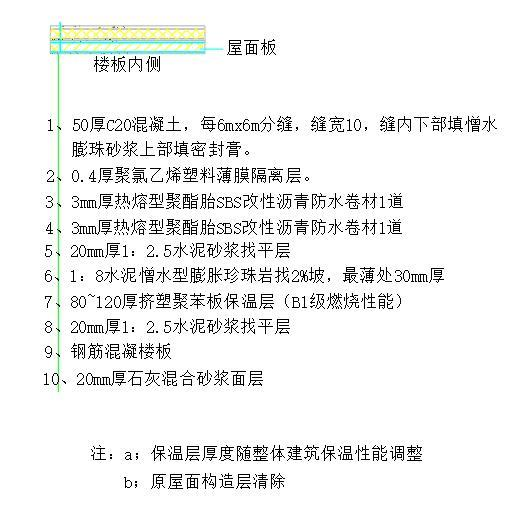 屋面板
楼板内侧
1、50厚C20混凝土，每6mx6m分缝，缝宽10，缝内下部填憎水
膨珠砂浆上部填密封膏。
2、0.4厚聚氯乙烯塑料薄膜隔离层。
3、3mm厚热熔型聚酯胎SBS改性沥青防水卷材1道
4、3mm厚热熔型聚酯胎SBS改性沥青防水卷材1道
5、20mm厚1：2.5水泥砂浆找平层
6、1：8水泥憎水型膨胀珍珠岩找2%坡，最薄处30mm厚
7、80~120厚挤塑聚苯板保温层（B1级燃烧性能）
8、20mm厚1：2.5水泥砂浆找平层
9、钢筋混凝楼板
10、20mm厚石灰混合砂浆面层
注：a；保温层厚度随整体建筑保温性能调整
b；原屋面构造层清除